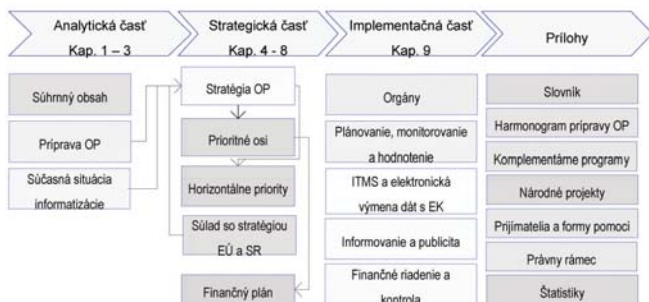 Analytická časť
Kap. 1 – 3
Strategická časť
Kap. 4 - 8
Implementačná časť
Kap. 9
Prílohy
Súhrnný obsah
Príprava OP
Súčasná situácia
informatizácie
Stratégia OP
Prioritné osi
Horizontálne priority
Súlad so stratégiou
EÚ a SR
Finančný plán
Orgány
Plánovanie, monitorovanie
a hodnotenie
ITMS a elektronická
výmena dát s EK
Informovanie a publicita
Finančné riadenie a
kontrola
Slovník
Harmonogram prípravy OP
Komplementárne programy
Národné projekty
Prijímatelia a formy pomoci
Právny rámec
Štatistiky